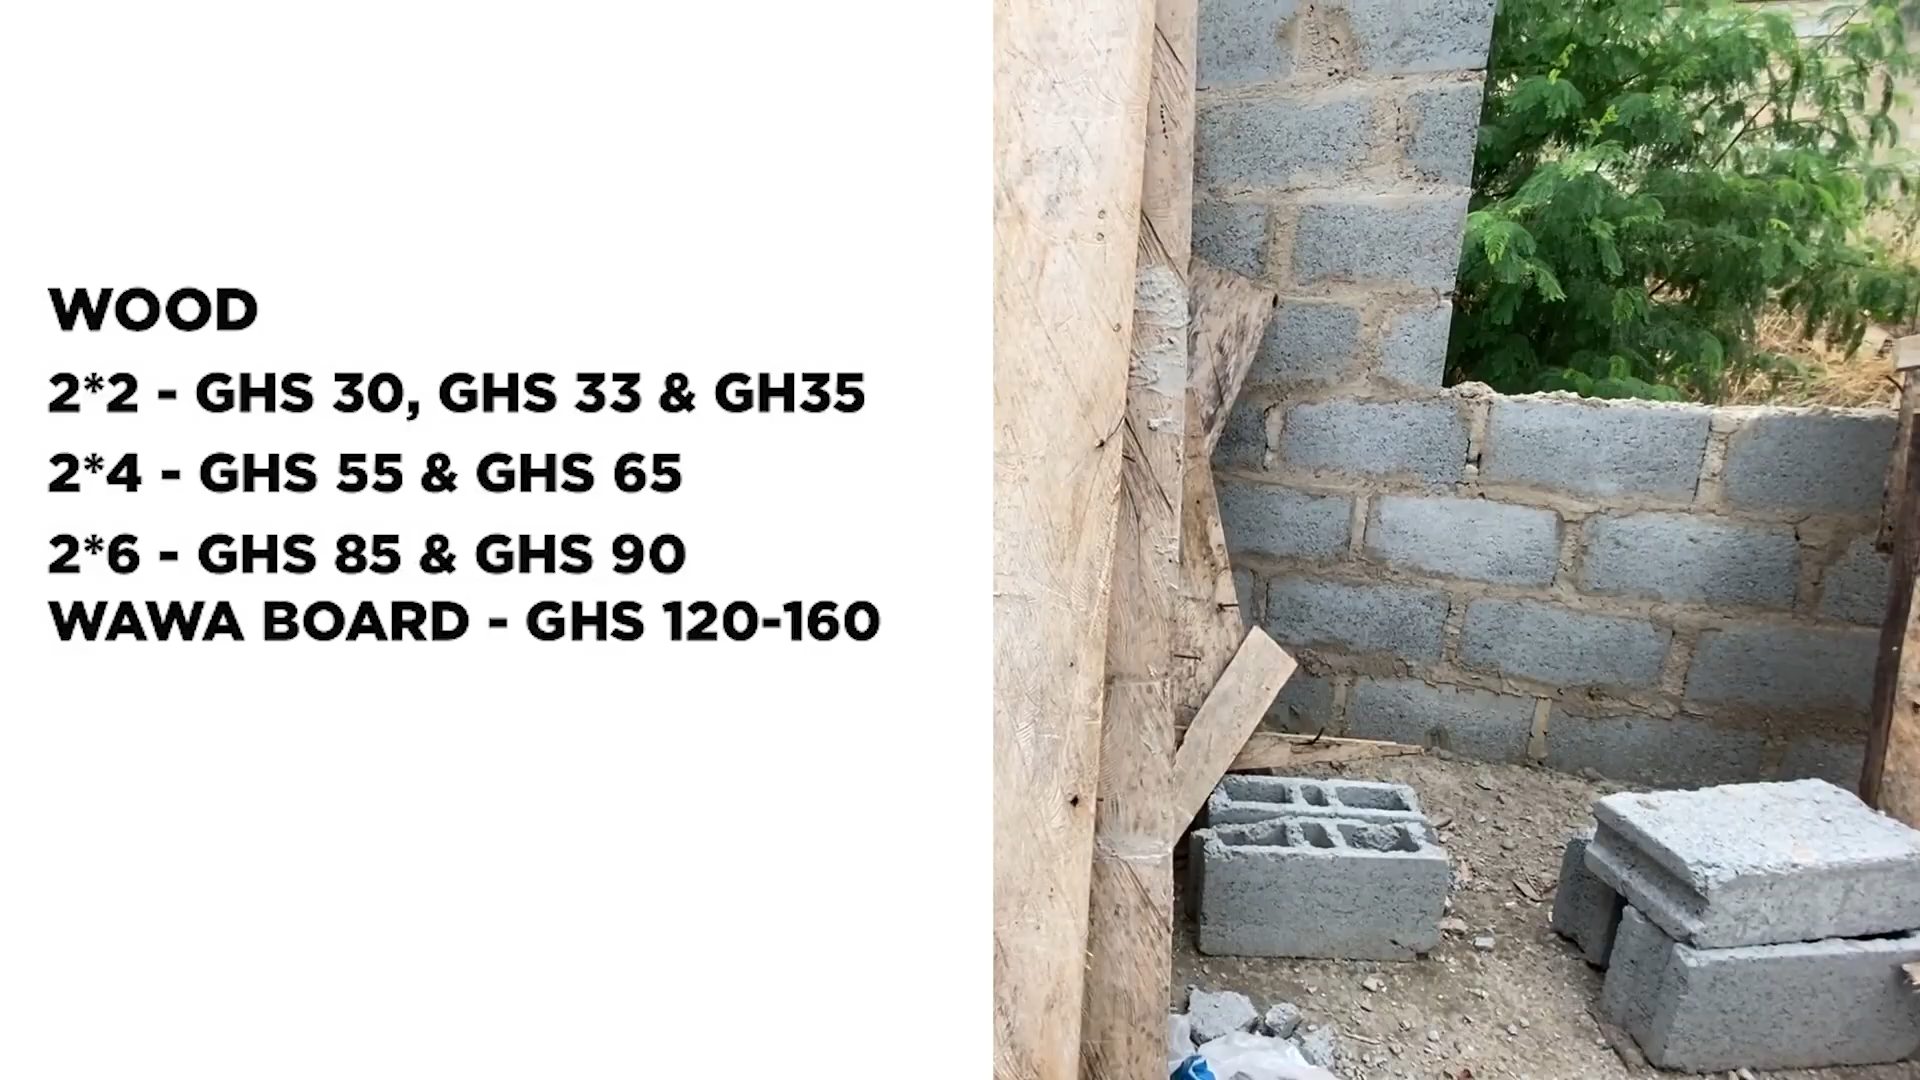 WOOD
2*2 - GHS 30, GHS 33 & GH35
2*4 - GHS 55 & GHS 65
2*6 - GHS 85 & GHS 90
WAWA BOARD - GHS 120-160